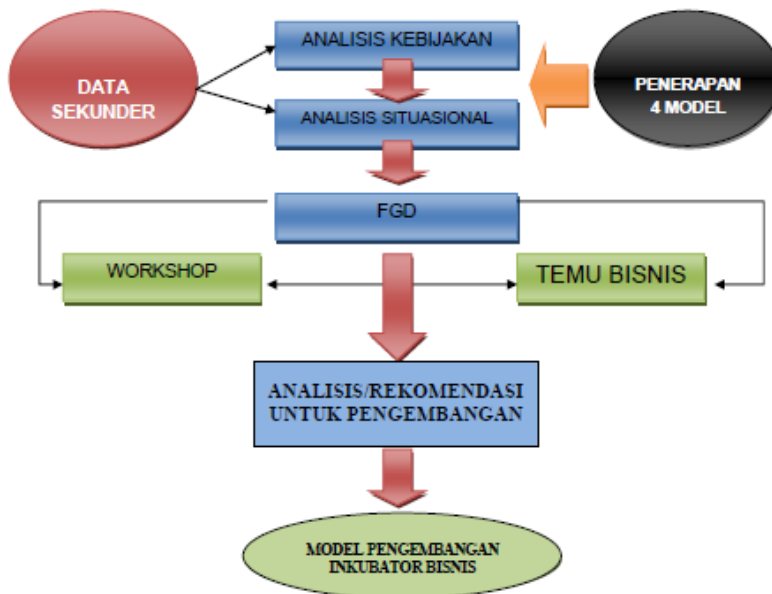 ANALISIS KEBIJAKAN
DATA
SEKUNDER
PENERAPAN
4 MODEL
ANALISIS SITUASIONAL
FGD
WORKSHOP
TEMU BISNIS
ANALISIS/REKOMENDASI
UNTUK PENGEMBANGAN
MODEL PENGEMBANGAN
INKUBATOR BISNIS